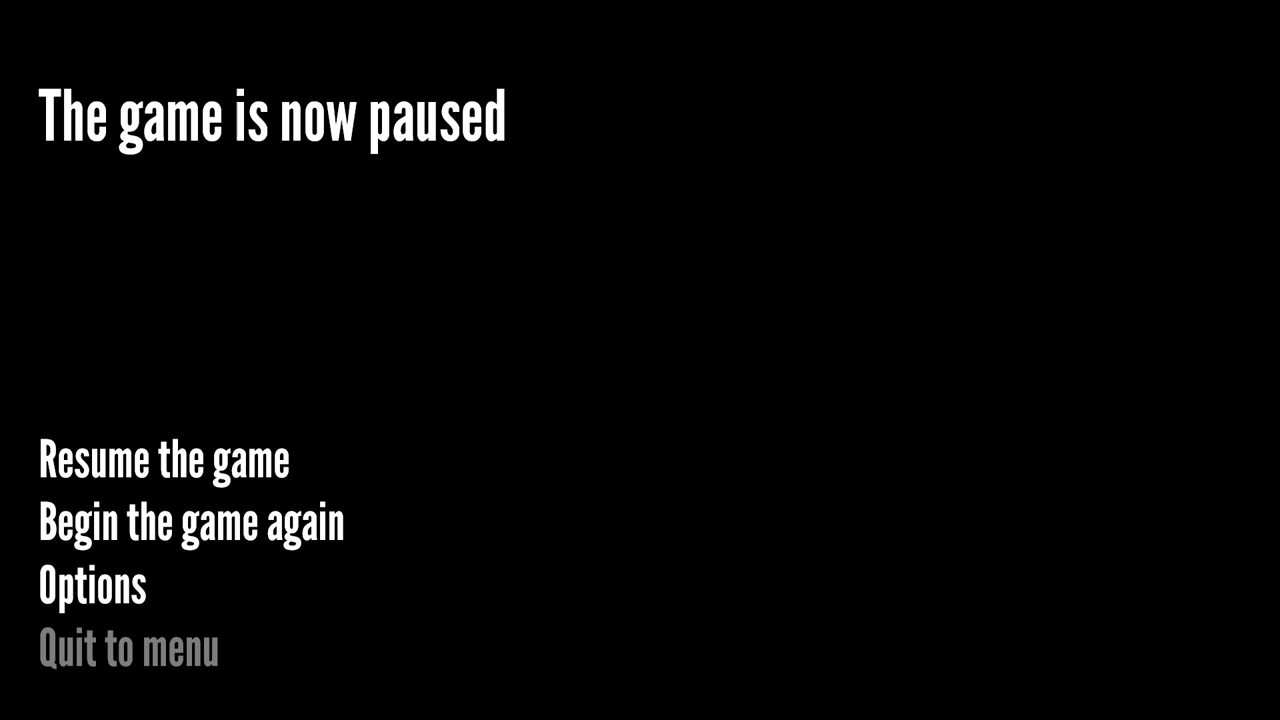 The game is now paused
Resume the game
Begin the game again
Options
Quit to menu